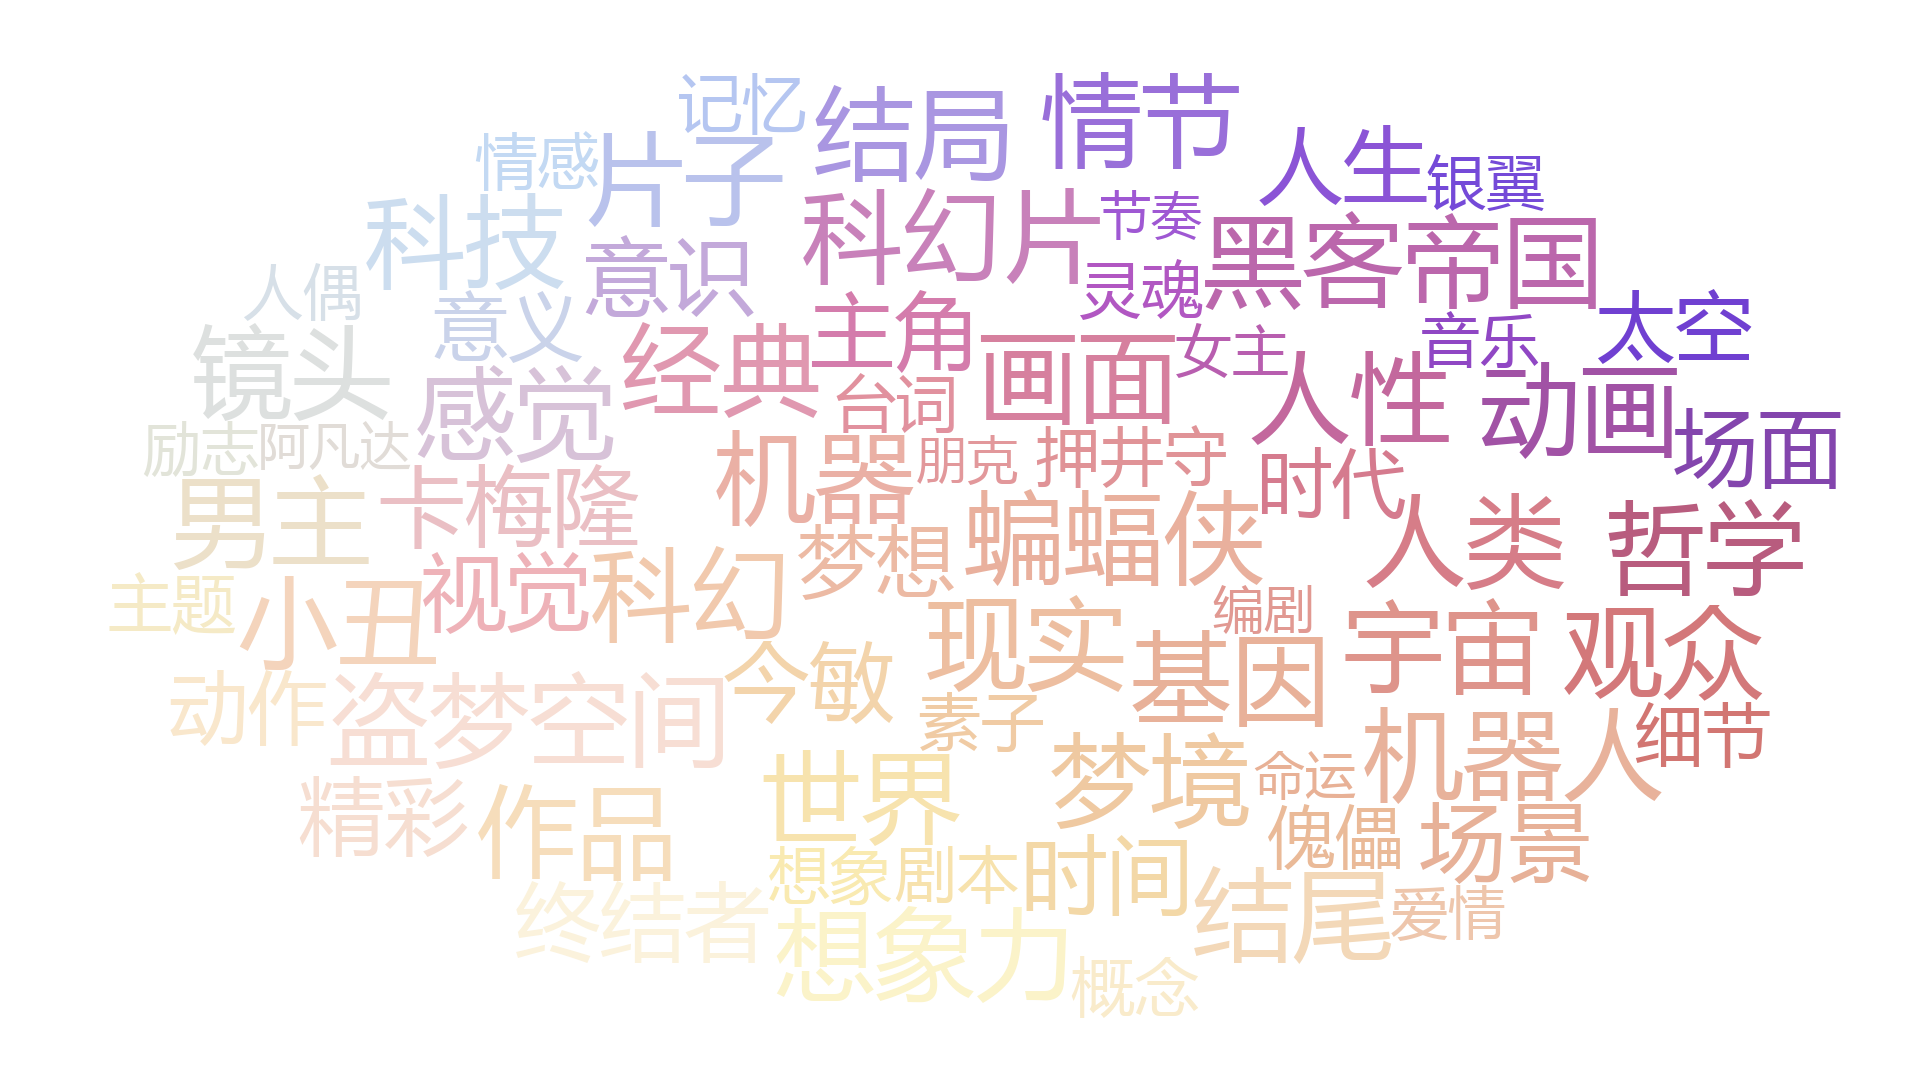 记忆
结局
情节
人生
银翼
情感
片子
科技
科幻片
节奏
黑客帝国
人偶
意义
意识
主角
灵魂
女主
音乐
太空
镜头
感觉
经典
台词
画面
人性
动画
场面
励志
阿凡达
卡梅隆
机器
朋克
押井守
时代
男主
视觉
科幻
梦想
蝙蝠侠
人类
哲学
主题
小丑
今敏
现实
编剧
基因
宇宙
观众
动作
盗梦空间
素子
梦境
命运
机器人
细节
精彩
作品
世界
想象
剧本
时间
傀儡
场景
终结者
想象力
结尾
爱情
概念